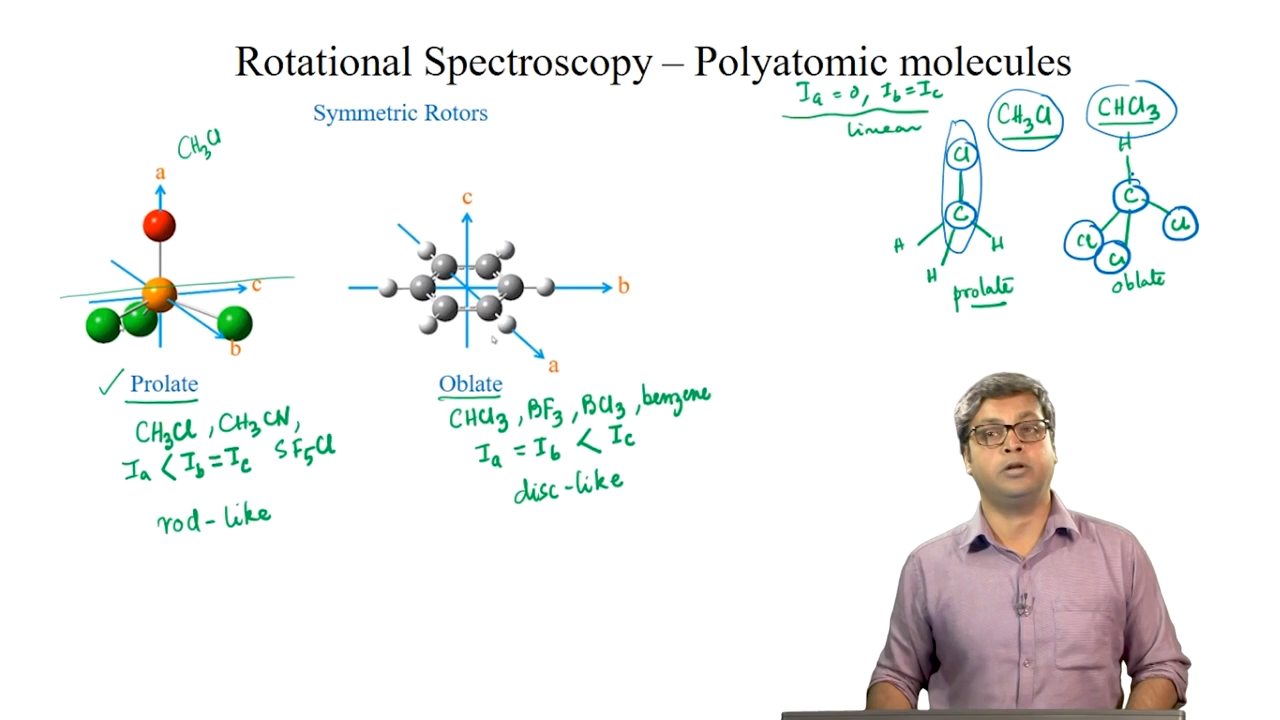 Rotational Spectroscopy – Polyatomic molecules
Symmetric Rotors
Ia = 0, Ib = Ic
linear
CH3Cl
CHCl3
CH3Cl
a
c
b
c
b
a
Cl
C
H
H
H
prolate
H
C
Cl
Cl
Cl
oblate
✓ Prolate
CH3Cl, CH3CN,
SF5Cl
Ia < Ib = Ic
rod-like
Oblate
CHCl3, BF3, BCl3, benzene
Ia = Ib < Ic
disc-like